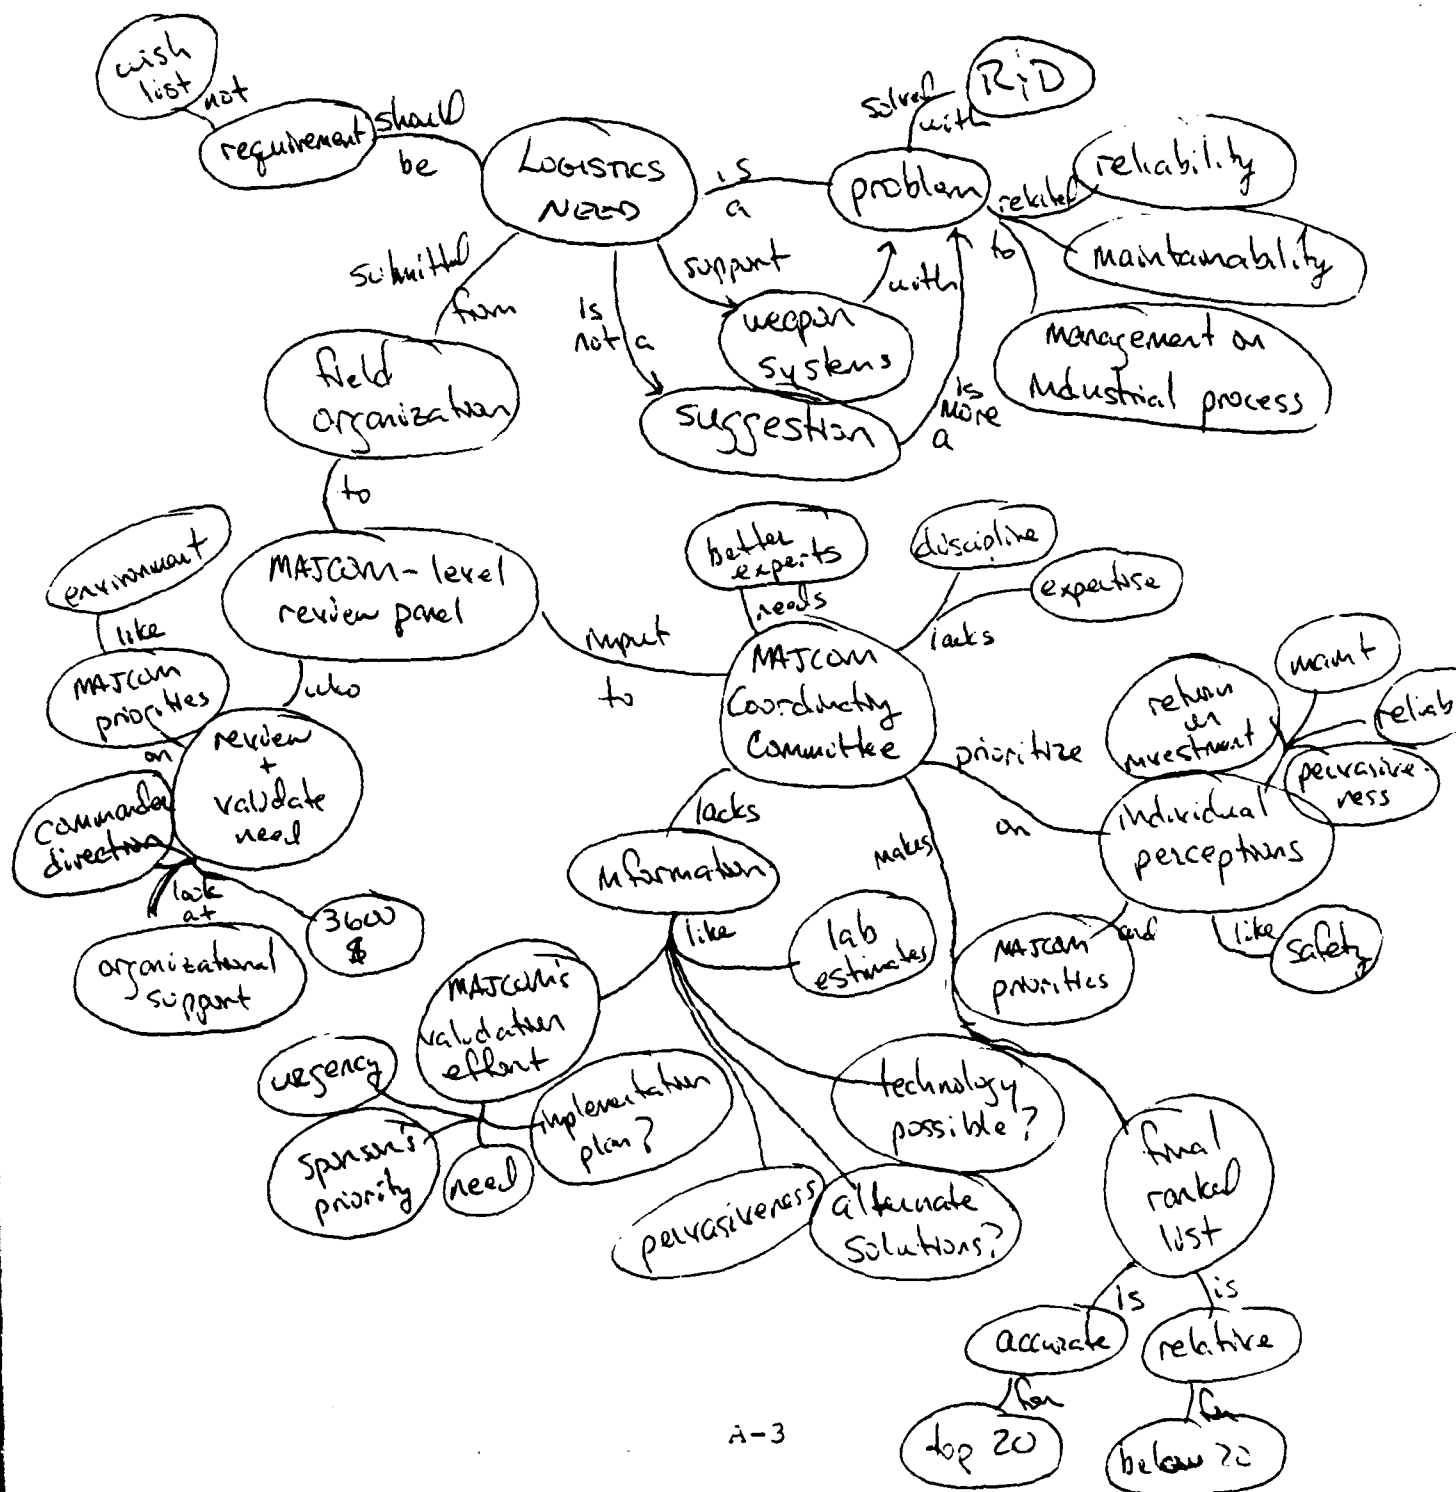 wish
list
not
requirement
should
be
LOGISTICS
NEED
is
a
problem
solved
with
R&D
related
to
reliability
maintainability
management or
industrial process
submitted
from
support
weapon
systems
with
is
not a
suggestion
is
more
a
field
organization
to
MAJCOM-level
review panel
environment
like
MAJCOM
priorities
on
who
review
+
validate
need
commander
direction
look
at
organizational
support
3600
$
input
to
better
experts
needs
discipline
expertise
lacks
MAJCOM
Coordinating
Committee
prioritize
on
individual
perceptions
return
on
investment
maint
reliab
pervasive-
ness
and
MAJCOM
priorities
like
safety
makes
lacks
information
like
lab
estimates
MAJCOM's
validation
effort
urgency
sponsor's
priority
need
implementation
plan?
pervasiveness
alternate
solutions?
technology
possible?
final
ranked
list
is
accurate
for
top 20
is
relative
for
below 20
A-3